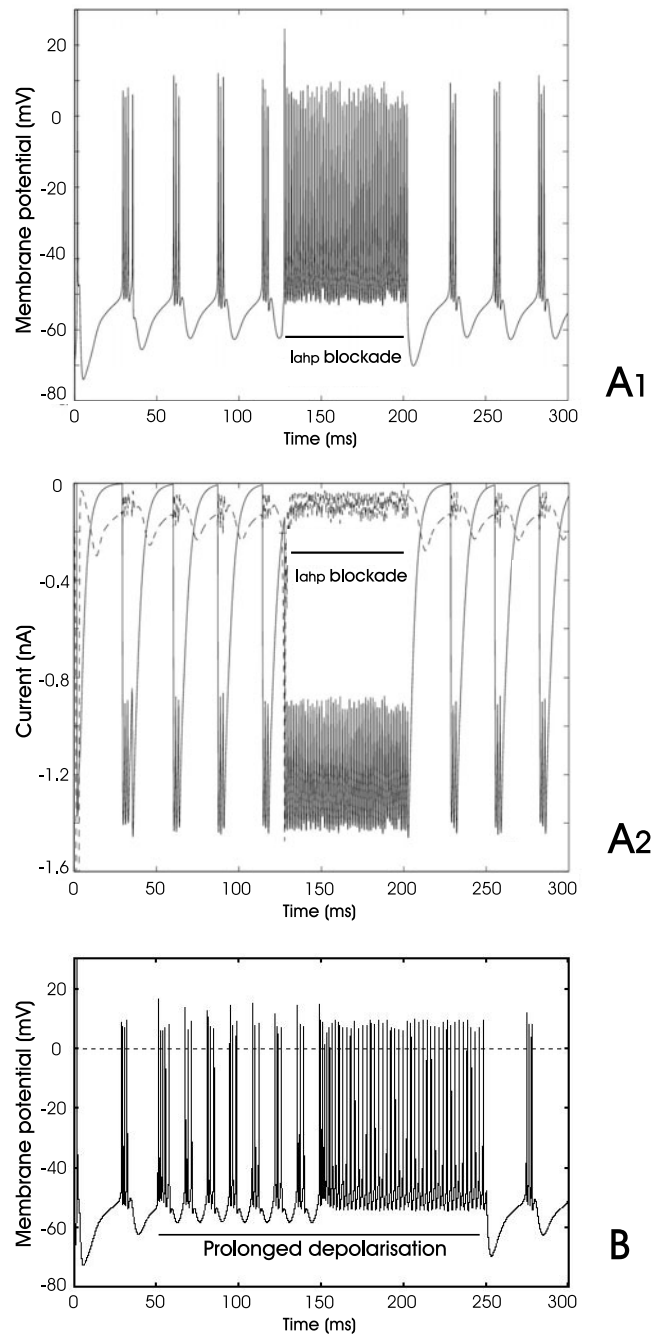 20
0
-20
-40
-60
-80
Membrane potential (mV)
Iahp blockade
0 50 100 150 200 250 300
Time (ms)
A1
0
-0.4
-0.8
-1.2
-1.6
Current (nA)
Iahp blockade
0 50 100 150 200 250 300
Time (ms)
A2
20
0
-20
-40
-60
-80
Membrane potential (mV)
Prolonged depolarisation
0 50 100 150 200 250 300
Time (ms)
B